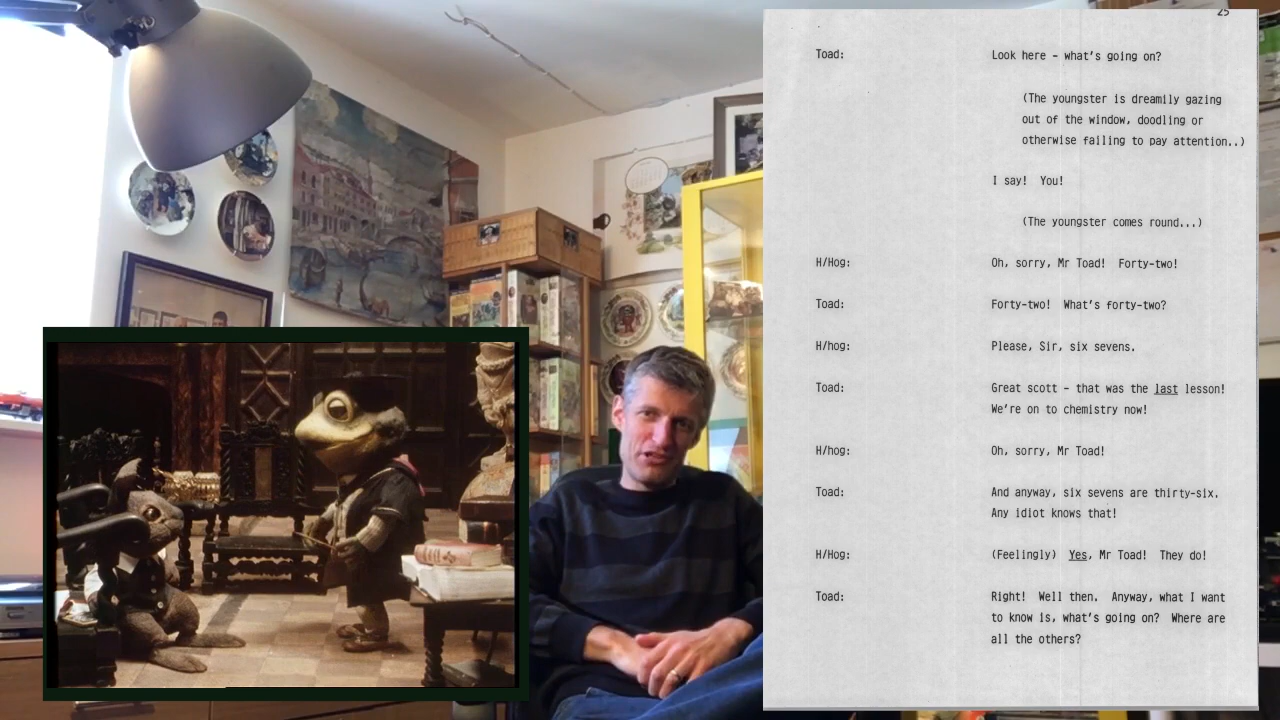 25
Toad: Look here - what's going on?
(The youngster is dreamily gazing
out of the window, doodling or
otherwise failing to pay attention..)
I say! You!
(The youngster comes round...)
H/Hog: Oh, sorry, Mr Toad! Forty-two!
Toad: Forty-two! What's forty-two?
H/hog: Please, Sir, six sevens.
Toad: Great scott - that was the last lesson!
We're on to chemistry now!
H/hog: Oh, sorry, Mr Toad!
Toad: And anyway, six sevens are thirty-six.
Any idiot knows that!
H/Hog: (Feelingly) Yes, Mr Toad! They do!
Toad: Right! Well then. Anyway, what I want
to know is, what's going on? Where are
all the others?